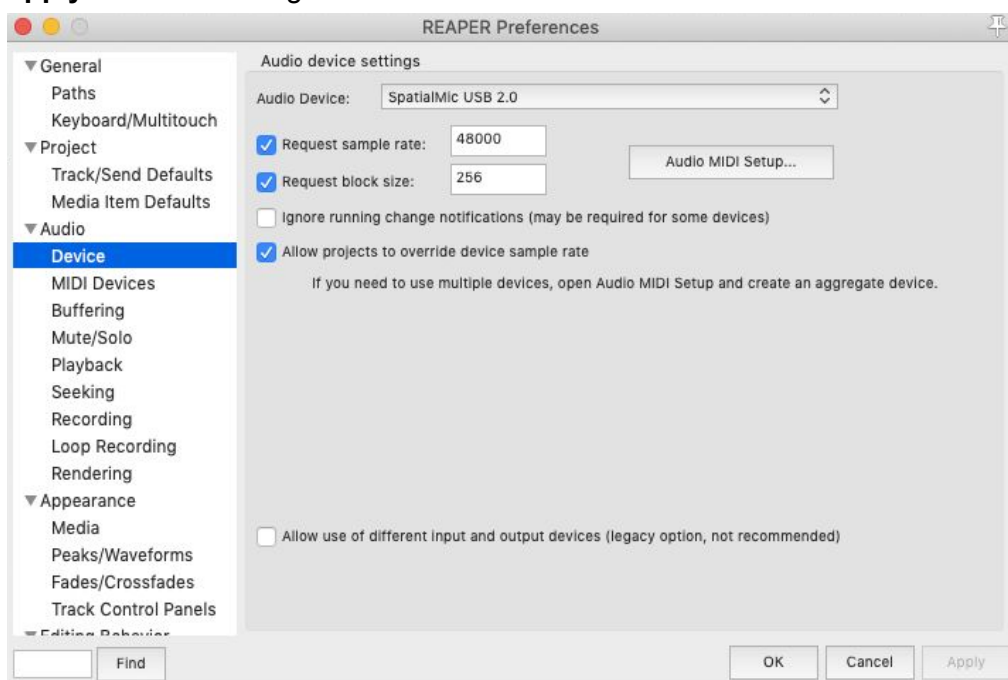 REAPER Preferences
General
Paths
Keyboard/Multitouch
Project
Track/Send Defaults
Media Item Defaults
Audio
Device
MIDI Devices
Buffering
Mute/Solo
Playback
Seeking
Recording
Loop Recording
Rendering
Appearance
Media
Peaks/Waveforms
Fades/Crossfades
Track Control Panels
Find
Audio device settings
Audio Device: SpatialMic USB 2.0
Request sample rate: 48000
Request block size: 256
Audio MIDI Setup...
Ignore running change notifications (may be required for some devices)
Allow projects to override device sample rate
If you need to use multiple devices, open Audio MIDI Setup and create an aggregate device.
Allow use of different input and output devices (legacy option, not recommended)
OK Cancel Apply